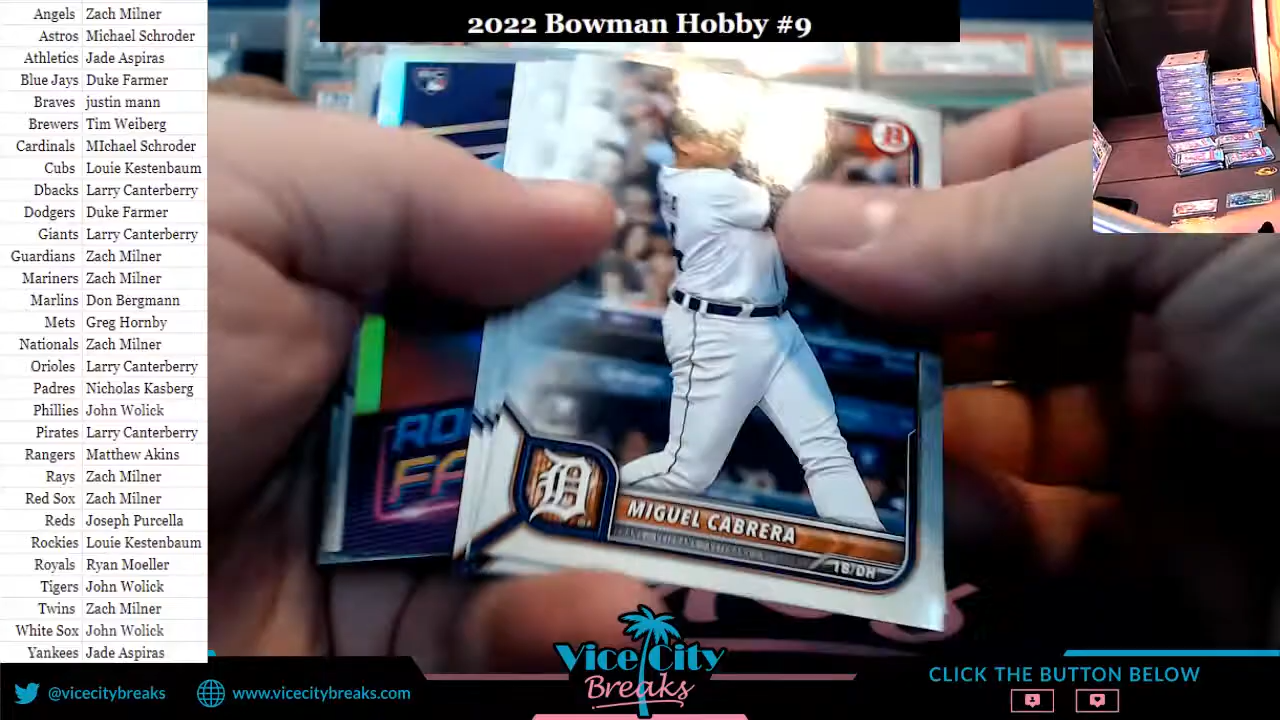 2022 Bowman Hobby #9
Angels Zach Milner
Astros Michael Schroder
Athletics Jade Aspiras
Blue Jays Duke Farmer
Braves justin mann
Brewers Tim Weiberg
Cardinals MIchael Schroder
Cubs Louie Kestenbaum
Dbacks Larry Canterberry
Dodgers Duke Farmer
Giants Larry Canterberry
Guardians Zach Milner
Mariners Zach Milner
Marlins Don Bergmann
Mets Greg Hornby
Nationals Zach Milner
Orioles Larry Canterberry
Padres Nicholas Kasberg
Phillies John Wolick
Pirates Larry Canterberry
Rangers Matthew Akins
Rays Zach Milner
Red Sox Zach Milner
Reds Joseph Purcella
Rockies Louie Kestenbaum
Royals Ryan Moeller
Tigers John Wolick
Twins Zach Milner
White Sox John Wolick
Yankees Jade Aspiras
RC
B
D
MIGUEL CABRERA
1B/DH
Vice City
Breaks
@vicecitybreaks
www.vicecitybreaks.com
CLICK THE BUTTON BELOW